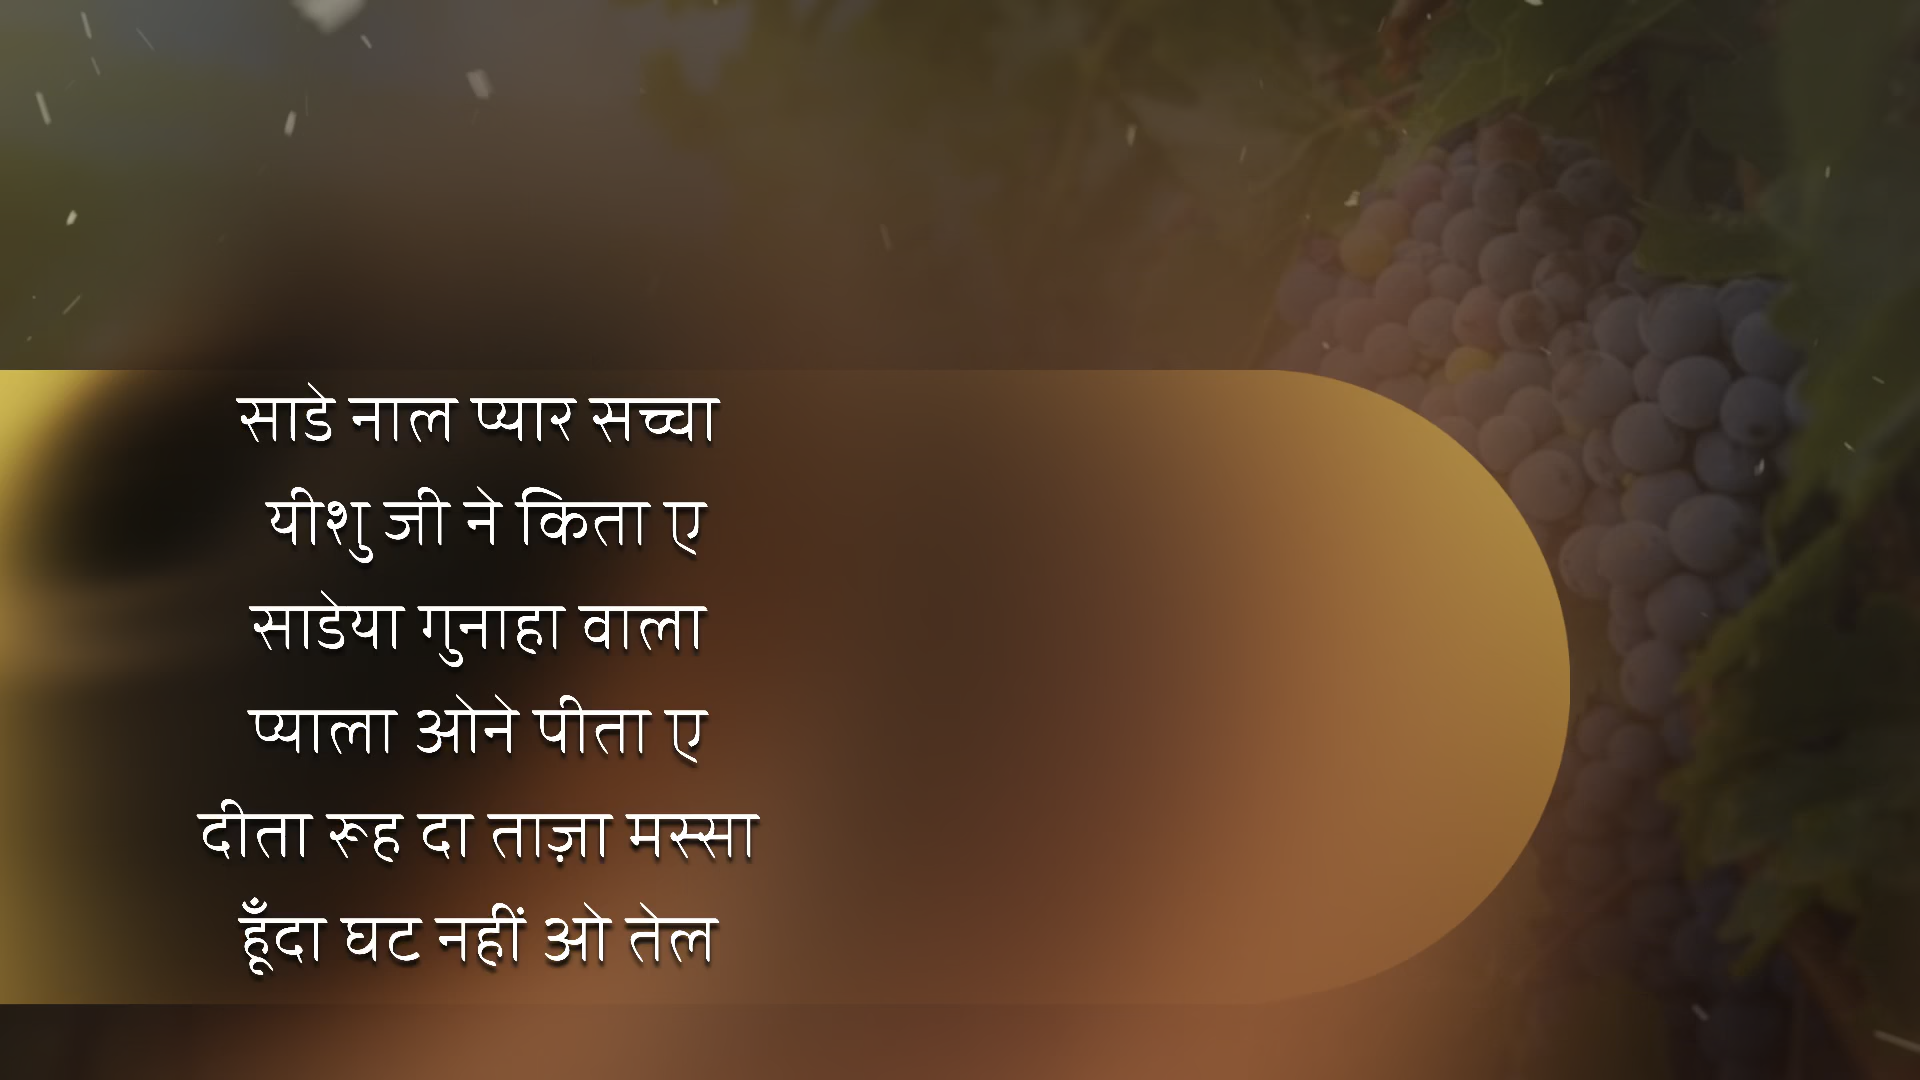 साडे नाल प्यार सच्चा
यीशु जी ने किता ए
साडेया गुनाहा वाला
प्याला ओने पीता ए
दीता रूह दा ताज़ा मस्सा
हूँदा घट नहीं ओ तेल